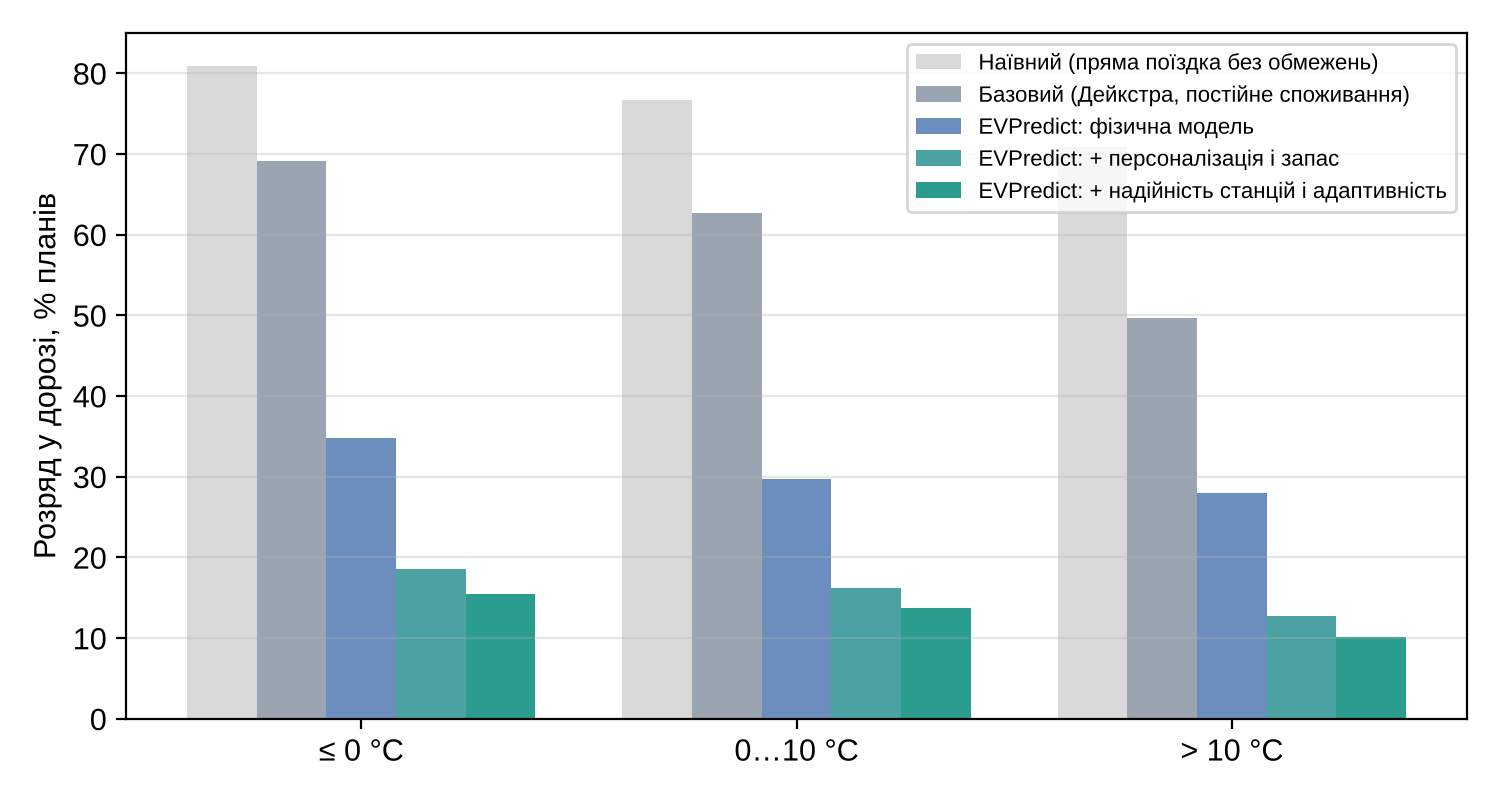 Наївний (пряма поїздка без обмежень)
Базовий (Дейкстра, постійне споживання)
EVPredict: фізична модель
EVPredict: + персоналізація і запас
EVPredict: + надійність станцій і адаптивність
Розряд у дорозі, % планів
80
70
60
50
40
30
20
10
0
≤ 0 °C
0…10 °C
> 10 °C